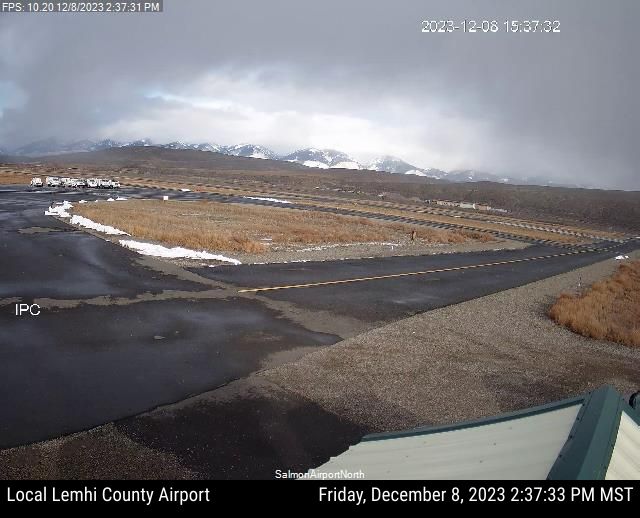 FPS: 10.20 12/8/2023 2:37:31 PM
2023-12-08 15:37:32
IPC
SalmonAirportNorth
Local Lemhi County Airport Friday, December 8, 2023 2:37:33 PM MST